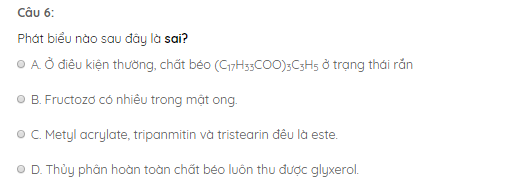 Câu 6:
Phát biểu nào sau đây là sai?
A. Ở điều kiện thường, chất béo (C₁₇H₃₃COO)₃C₃H₅ ở trạng thái rắn
B. Fructozơ có nhiều trong mật ong.
C. Metyl acrylate, tripanmitin và tristearin đều là este.
D. Thủy phân hoàn toàn chất béo luôn thu được glyxerol.